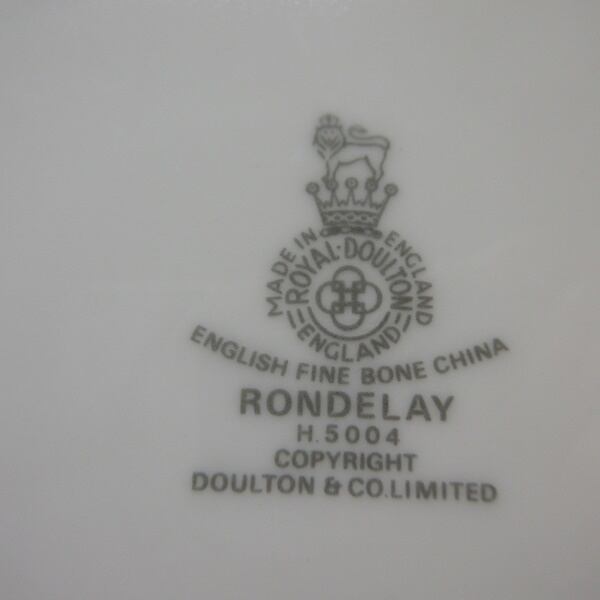 MADE IN ENGLAND
ROYAL·DOULTON
ENGLAND
ENGLISH FINE BONE CHINA
RONDELAY
H.5004
COPYRIGHT
DOULTON & CO.LIMITED